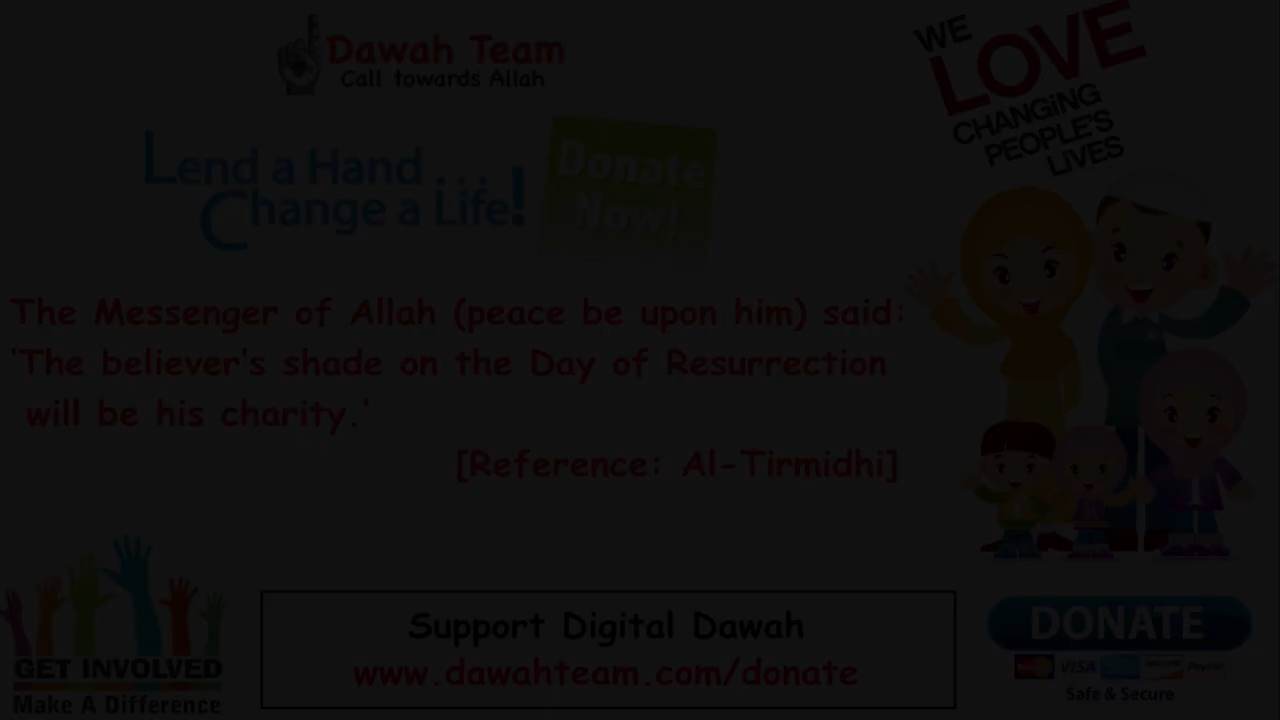 Dawah Team
Call towards Allah
WE
LOVE
CHANGiNG
PEOPLE'S
LIVES
Lend a Hand ...
Change a Life!
Donate
Now!
The Messenger of Allah (peace be upon him) said:
'The believer's shade on the Day of Resurrection
will be his charity.'
[Reference: Al-Tirmidhi]
GET INVOLVED
Make A Difference
Support Digital Dawah
www.dawahteam.com/donate
DONATE
MasterCard VISA PayPal
Safe & Secure